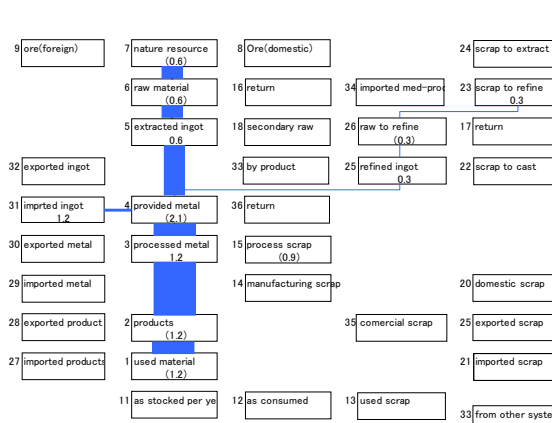 9 ore(foreign)
7 nature resource
(0.6)
8 Ore(domestic)
24 scrap to extract
6 raw material
(0.6)
16 return
34 imported med-proc
23 scrap to refine
0.3
5 extracted ingot
0.6
18 secondary raw
26 raw to refine
(0.3)
17 return
32 exported ingot
33 by product
25 refined ingot
0.3
22 scrap to cast
31 imprted ingot
1.2
4 provided metal
(2.1)
36 return
30 exported metal
3 processed metal
1.2
15 process scrap
(0.9)
29 imported metal
14 manufacturing scrap
20 domestic scrap
28 exported product
2 products
(1.2)
35 comercial scrap
25 exported scrap
27 imported products
1 used material
(1.2)
21 imported scrap
11 as stocked per ye
12 as consumed
13 used scrap
33 from other syste